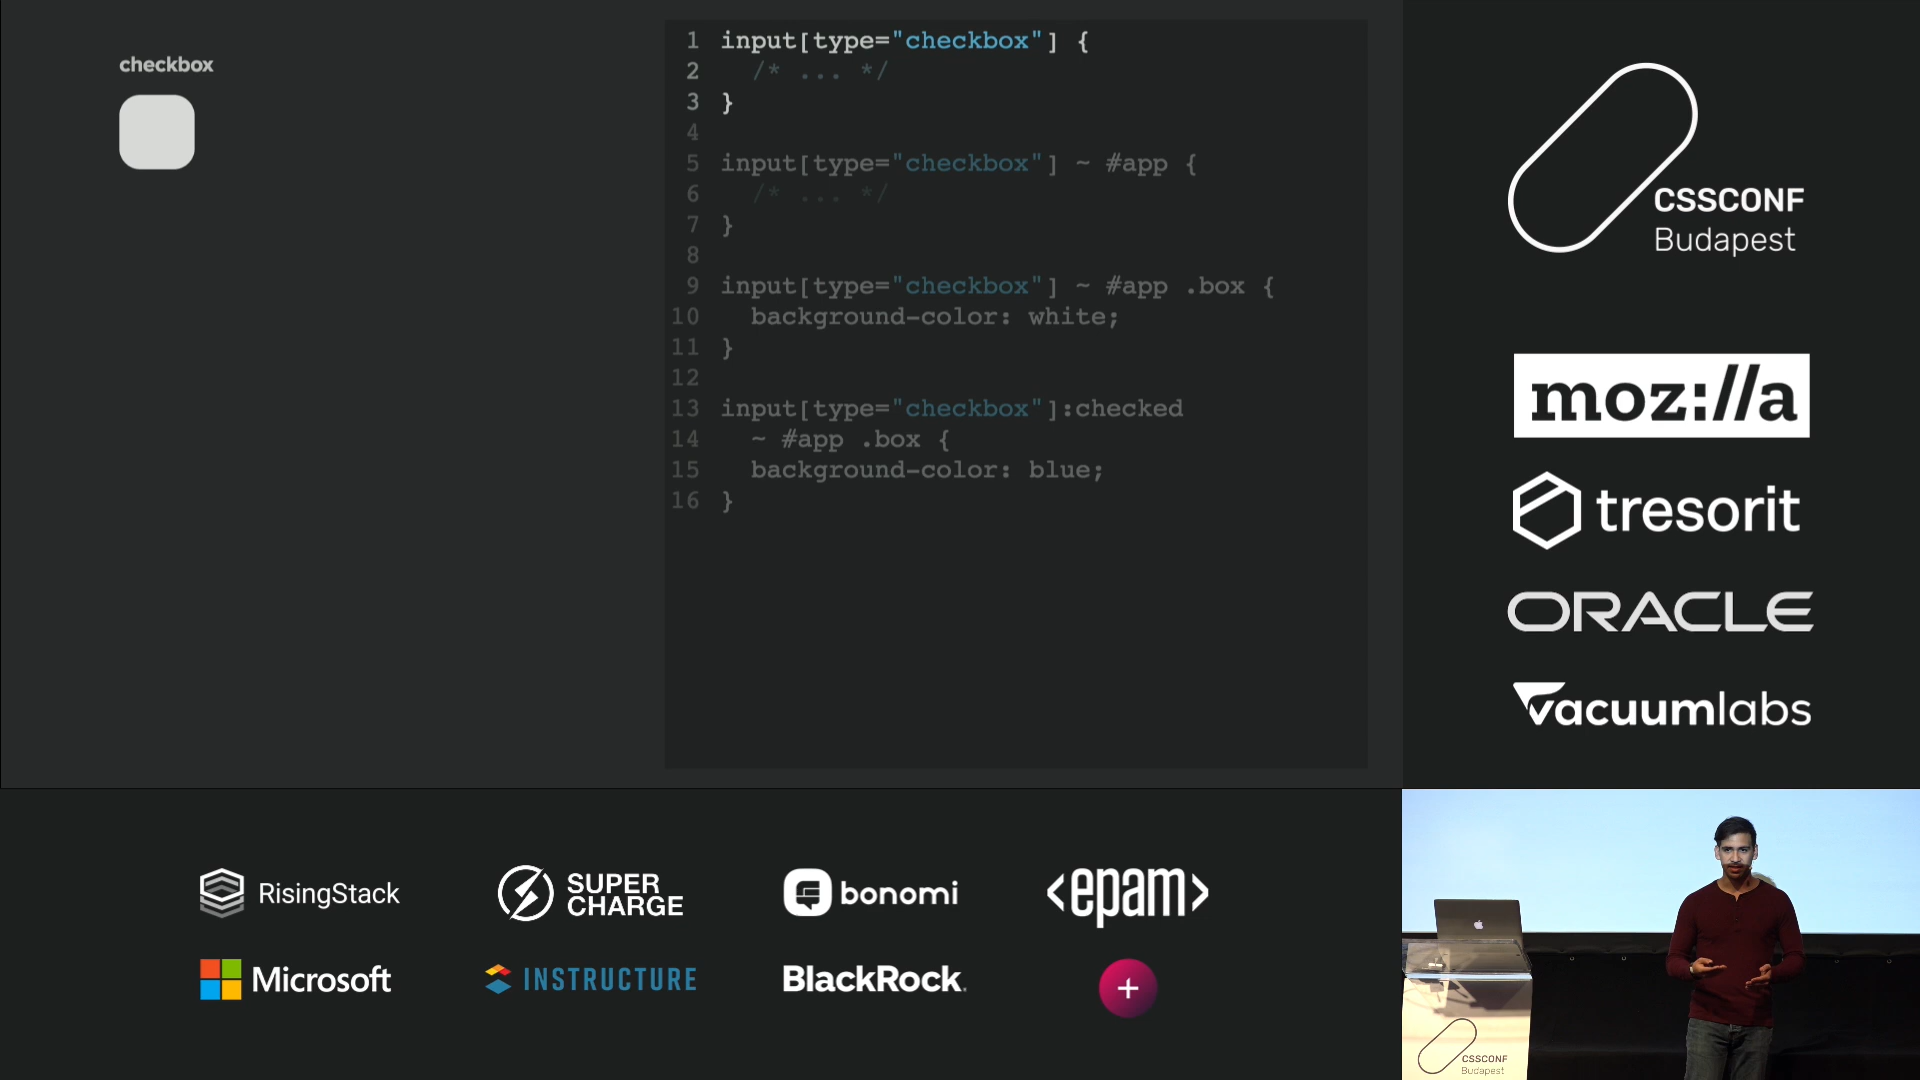 checkbox
1 input[type="checkbox"] {
2 /* ... */
3 }
4
5 input[type="checkbox"] ~ #app {
6 /* ... */
7 }
8
9 input[type="checkbox"] ~ #app .box {
10 background-color: white;
11 }
12
13 input[type="checkbox"]:checked
14 ~ #app .box {
15 background-color: blue;
16 }
CSSCONF
Budapest
moz://a
tresorit
ORACLE
vacuumlabs
RisingStack
SUPER
CHARGE
bonomi
<epam>
Microsoft
INSTRUCTURE
BlackRock.
+
CSSCONF
Budapest